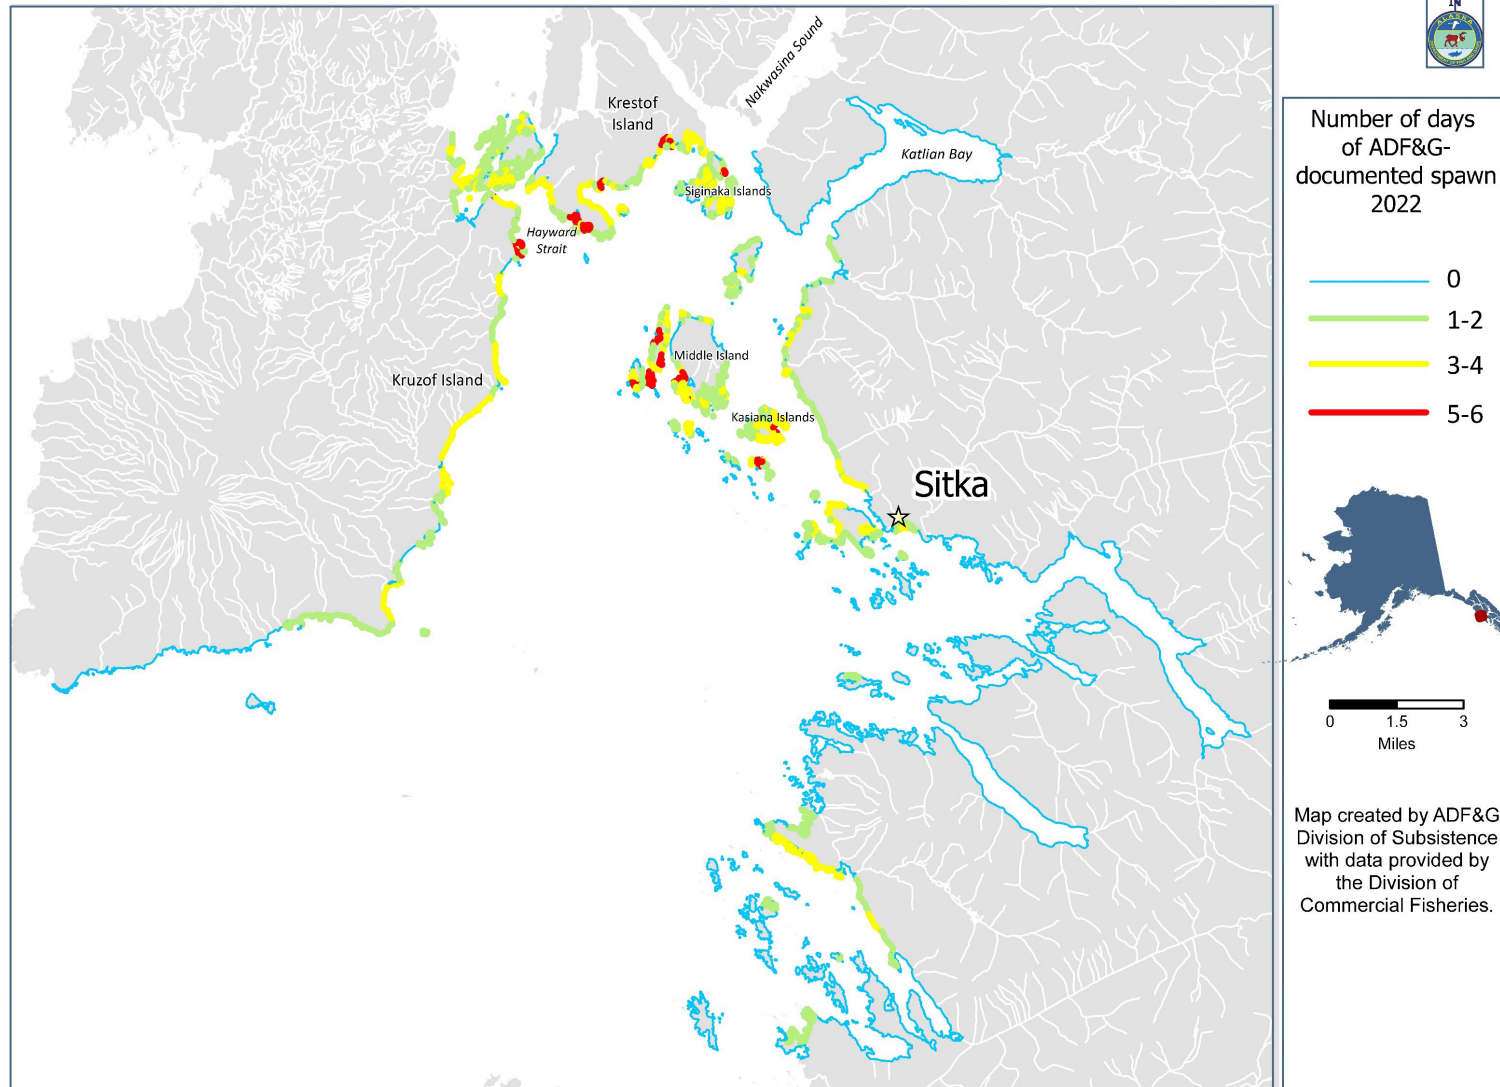 Nakwasina Sound
Krestof
Island
Katlian Bay
Siginaka Islands
Hayward
Strait
Middle Island
Kruzof Island
Kasiana Islands
Sitka
N
ALASKA
Number of days
of ADF&G-
documented spawn
2022
0
1-2
3-4
5-6
0 1.5 3
Miles
Map created by ADF&G
Division of Subsistence
with data provided by
the Division of
Commercial Fisheries.